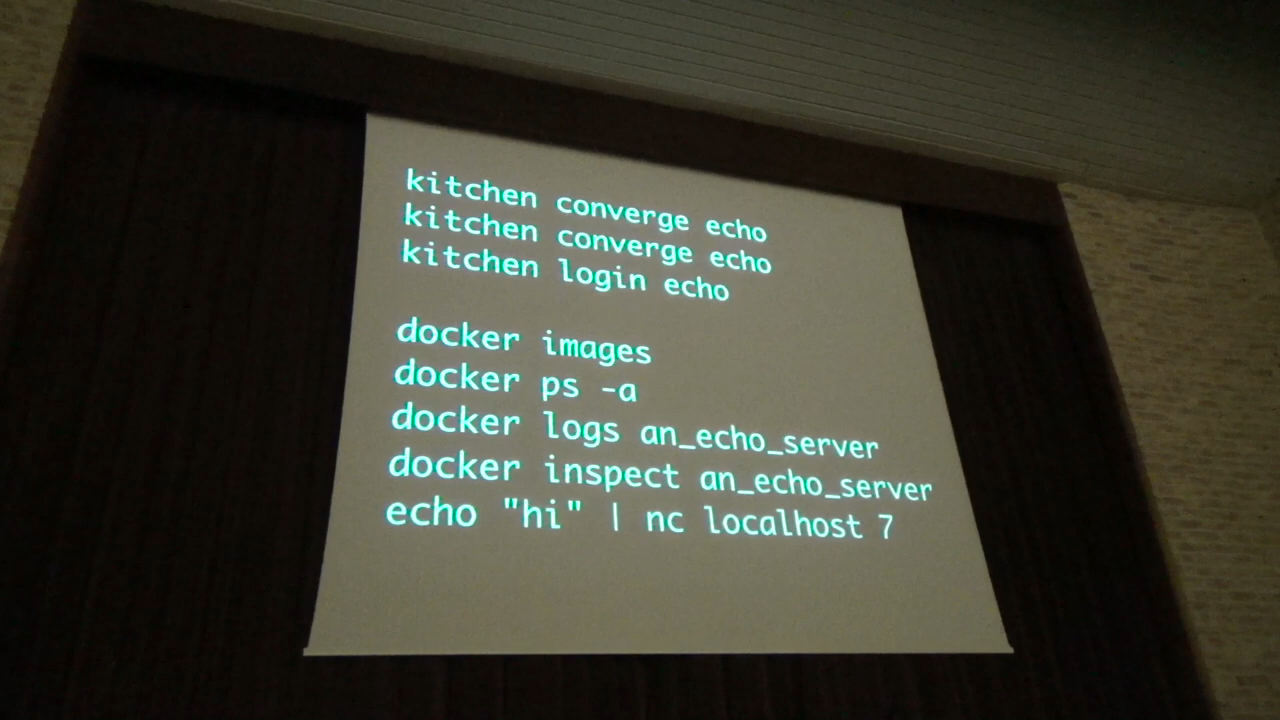 kitchen converge echo
kitchen converge echo
kitchen login echo
docker images
docker ps -a
docker logs an_echo_server
docker inspect an_echo_server
echo "hi" | nc localhost 7